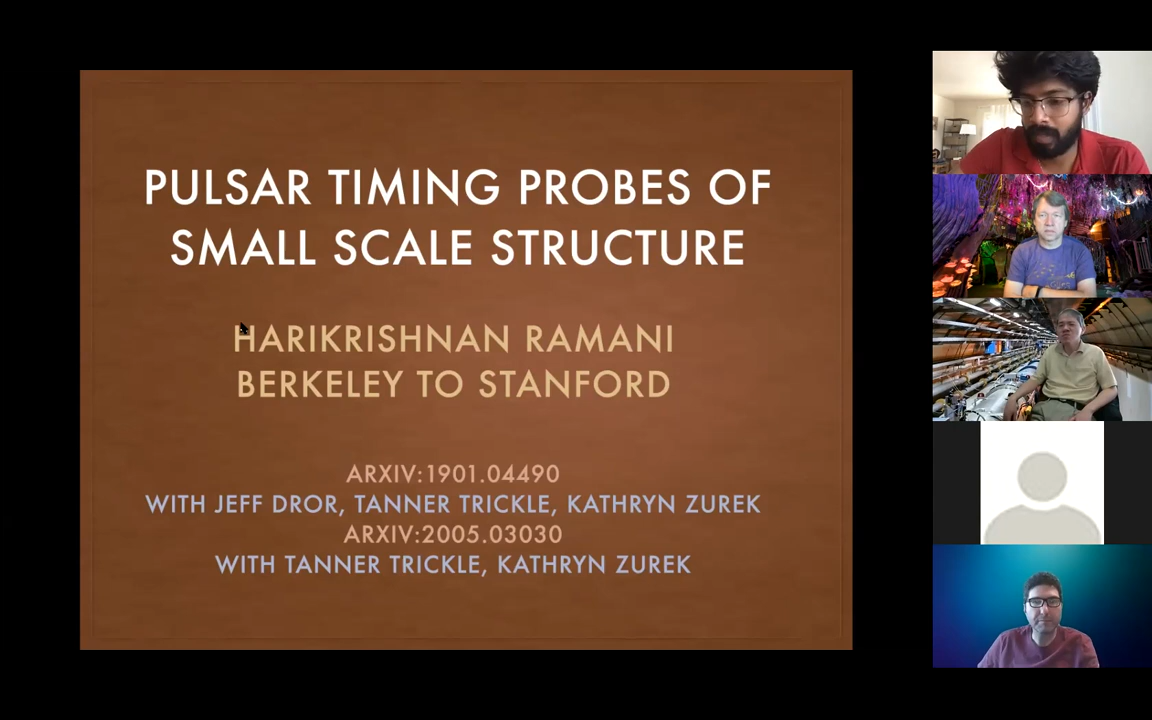 PULSAR TIMING PROBES OF
SMALL SCALE STRUCTURE
HARIKRISHNAN RAMANI
BERKELEY TO STANFORD
ARXIV:1901.04490
WITH JEFF DROR, TANNER TRICKLE, KATHRYN ZUREK
ARXIV:2005.03030
WITH TANNER TRICKLE, KATHRYN ZUREK